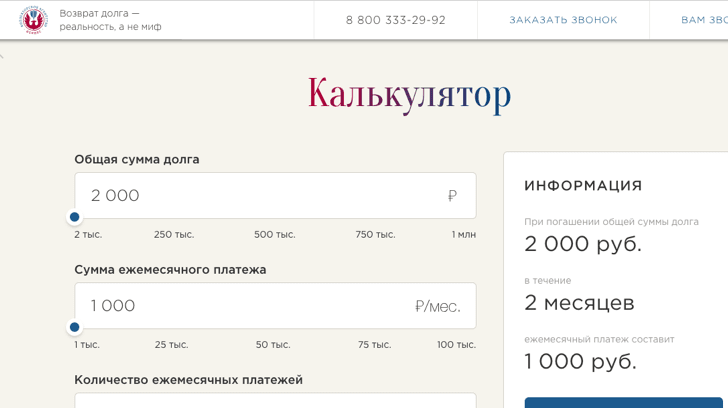 Возврат долга —
реальность, а не миф
8 800 333-29-92
ЗАКАЗАТЬ ЗВОНОК
ВАМ ЗВО
Калькулятор
Общая сумма долга
2 000 ₽
2 тыс. 250 тыс. 500 тыс. 750 тыс. 1 млн
Сумма ежемесячного платежа
1 000 ₽/мес.
1 тыс. 25 тыс. 50 тыс. 75 тыс. 100 тыс.
Количество ежемесячных платежей
ИНФОРМАЦИЯ
При погашении общей суммы долга
2 000 руб.
в течение
2 месяцев
ежемесячный платеж составит
1 000 руб.